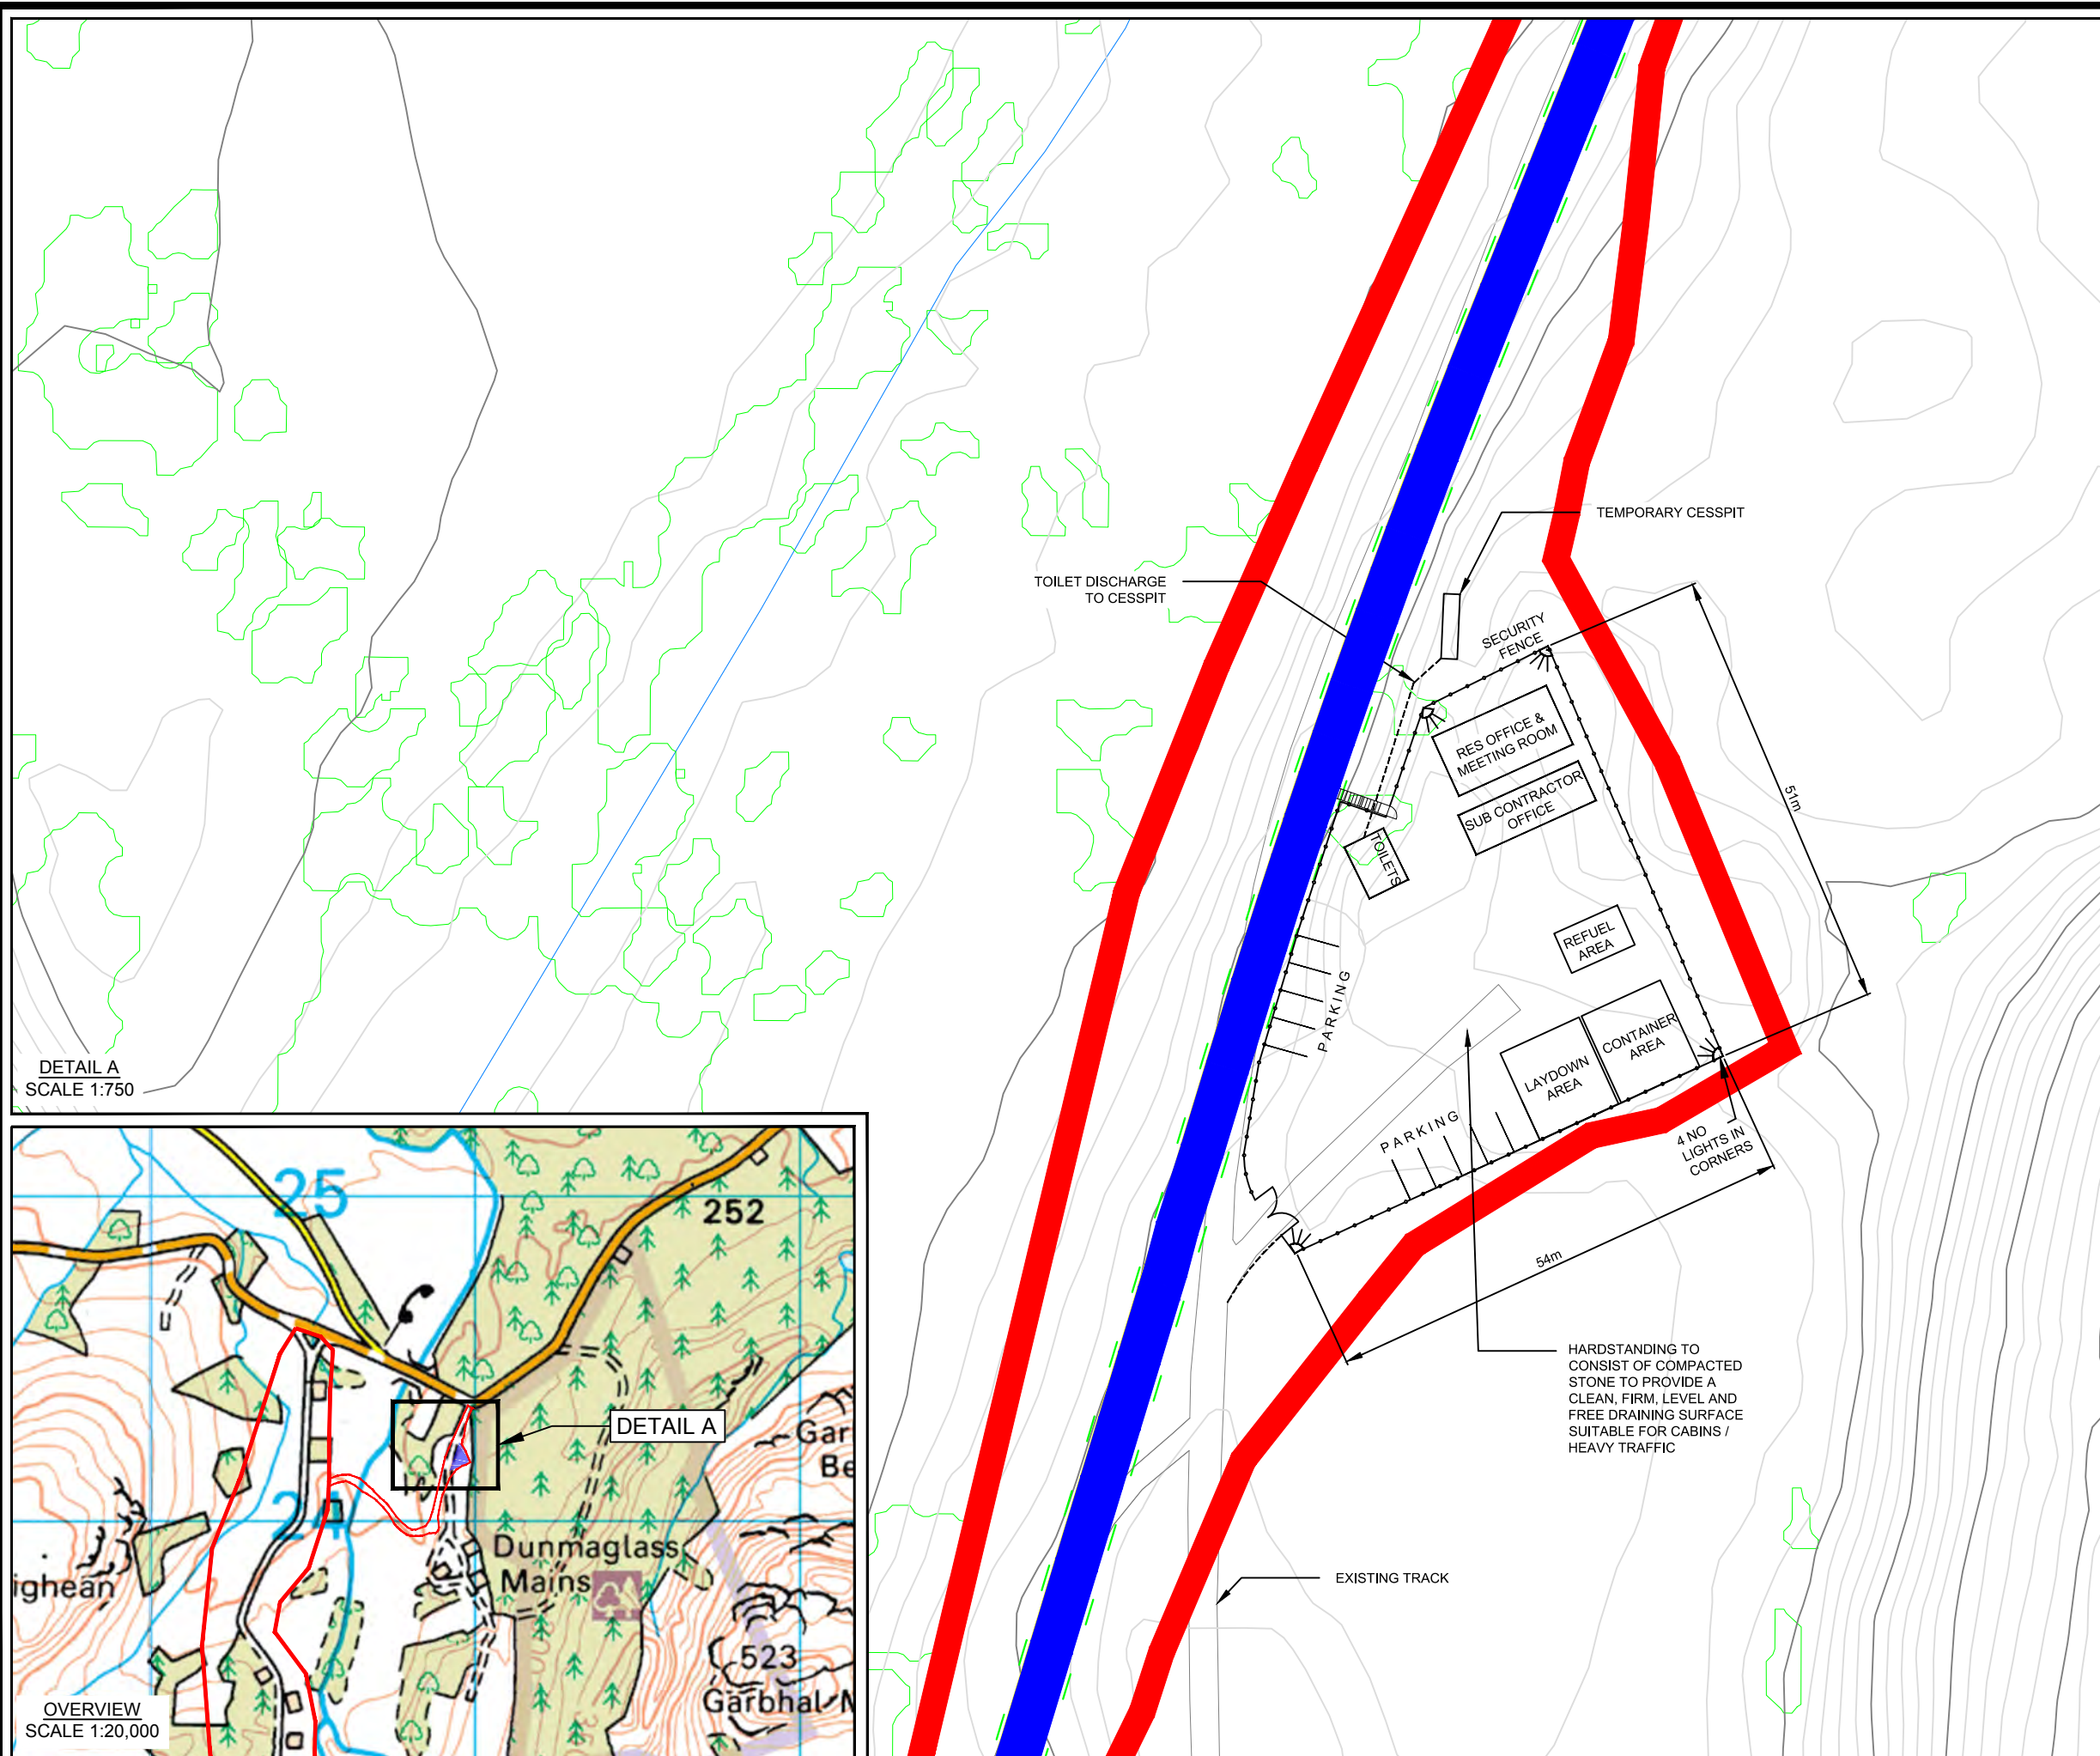 TEMPORARY CESSPIT
TOILET DISCHARGE
TO CESSPIT
SECURITY
FENCE
RES OFFICE &
MEETING ROOM
SUB CONTRACTOR
OFFICE
TOILETS
51m
REFUEL
AREA
PARKING
CONTAINER
AREA
LAYDOWN
AREA
PARKING
4 NO
LIGHTS IN
CORNERS
54m
HARDSTANDING TO
CONSIST OF COMPACTED
STONE TO PROVIDE A
CLEAN, FIRM, LEVEL AND
FREE DRAINING SURFACE
SUITABLE FOR CABINS /
HEAVY TRAFFIC
EXISTING TRACK
DETAIL A
SCALE 1:750
25
252
DETAIL A
Gar
Be
24
Dunmaglass
Mains
ighean
523
Garbhal
OVERVIEW
SCALE 1:20,000